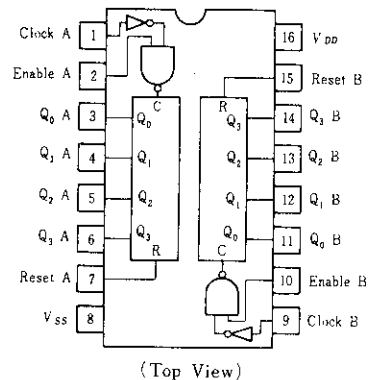 Clock A 1
Enable A 2
Q₀ A 3
Q₁ A 4
Q₂ A 5
Q₃ A 6
Reset A 7
VSS 8
C
Q₀
Q₁
Q₂
Q₃
R
R
Q₃
Q₂
Q₁
Q₀
C
16 VDD
15 Reset B
14 Q₃ B
13 Q₂ B
12 Q₁ B
11 Q₀ B
10 Enable B
9 Clock B
(Top View)